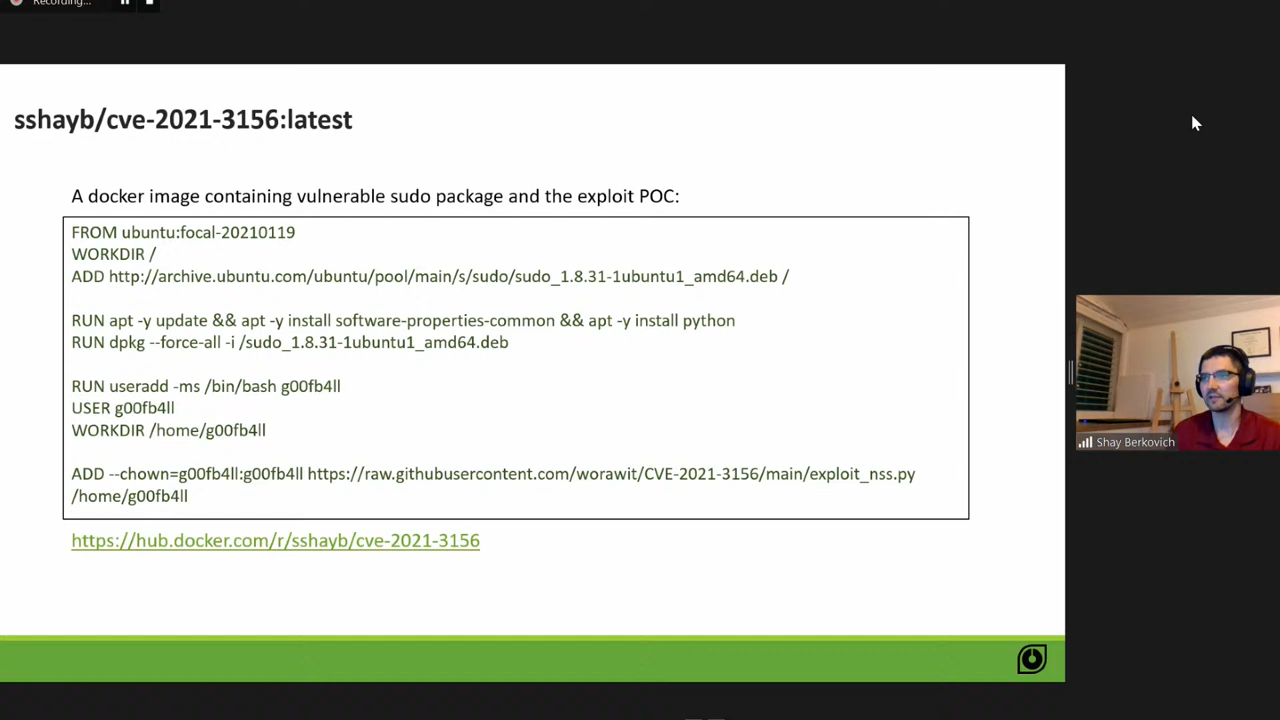 Recording...
sshayb/cve-2021-3156:latest
A docker image containing vulnerable sudo package and the exploit POC:
FROM ubuntu:focal-20210119
WORKDIR /
ADD http://archive.ubuntu.com/ubuntu/pool/main/s/sudo/sudo_1.8.31-1ubuntu1_amd64.deb /
RUN apt -y update && apt -y install software-properties-common && apt -y install python
RUN dpkg --force-all -i /sudo_1.8.31-1ubuntu1_amd64.deb
RUN useradd -ms /bin/bash g00fb4ll
USER g00fb4ll
WORKDIR /home/g00fb4ll
ADD --chown=g00fb4ll:g00fb4ll https://raw.githubusercontent.com/worawit/CVE-2021-3156/main/exploit_nss.py
/home/g00fb4ll
https://hub.docker.com/r/sshayb/cve-2021-3156
Shay Berkovich